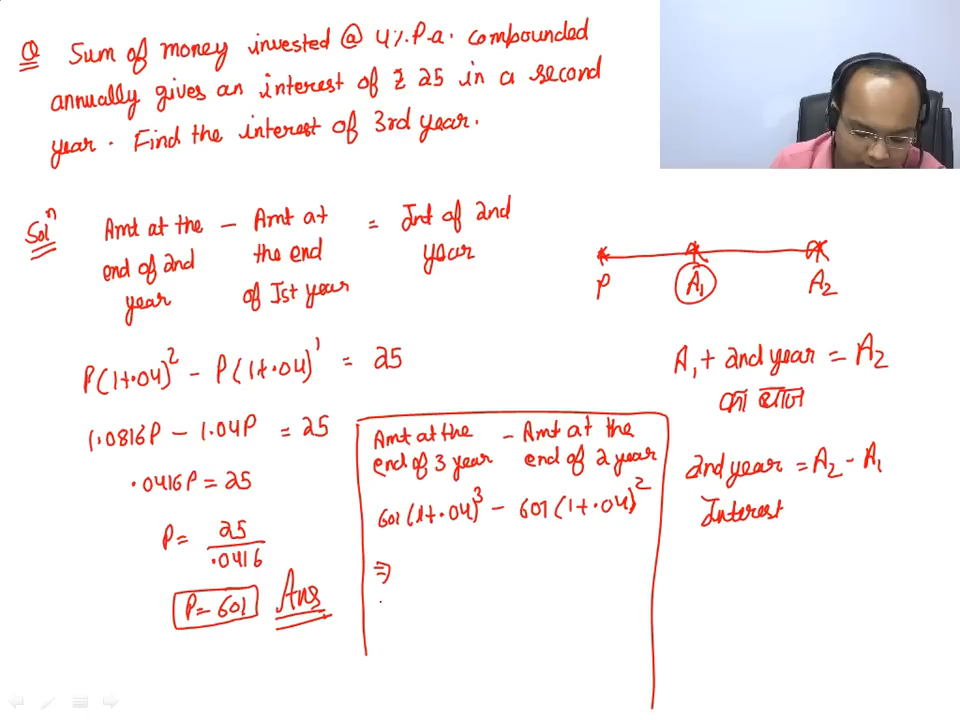 Q Sum of money invested @ 4%.P.a. compounded
annually gives an interest of ₹ 25 in a second
year. Find the interest of 3rd year.
Solⁿ Amt at the − Amt at = Int of 2nd
end of 2nd the end year
year of Ist year
P A₁ A₂
P(1+.04)² − P(1+.04)¹ = 25
A₁ + 2nd year = A₂
का ब्याज
1.0816P − 1.04P = 25
.0416P = 25
P = 25
.0416
P = 601 Ans
Amt at the − Amt at the
end of 3 year end of 2 year
601(1+.04)³ − 601(1+.04)²
⇒
2nd year = A₂ − A₁
Interest